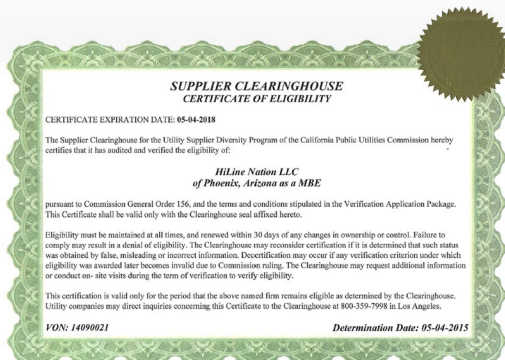 SUPPLIER CLEARINGHOUSE
CERTIFICATE OF ELIGIBILITY
CERTIFICATE EXPIRATION DATE: 05-04-2018
The Supplier Clearinghouse for the Utility Supplier Diversity Program of the California Public Utilities Commission hereby
certifies that it has audited and verified the eligibility of:
HiLine Nation LLC
of Phoenix, Arizona as a MBE
pursuant to Commission General Order 156, and the terms and conditions stipulated in the Verification Application Package.
This Certificate shall be valid only with the Clearinghouse seal affixed hereto.
Eligibility must be maintained at all times, and renewed within 30 days of any changes in ownership or control. Failure to
comply may result in a denial of eligibility. The Clearinghouse may reconsider certification if it is determined that such status
was obtained by false, misleading or incorrect information. Decertification may occur if any verification criterion under which
eligibility was awarded later becomes invalid due to Commission ruling. The Clearinghouse may request additional information
or conduct on- site visits during the term of verification to verify eligibility.
This certification is valid only for the period that the above named firm remains eligible as determined by the Clearinghouse.
Utility companies may direct inquiries concerning this Certificate to the Clearinghouse at 800-359-7998 in Los Angeles.
VON: 14090021 Determination Date: 05-04-2015